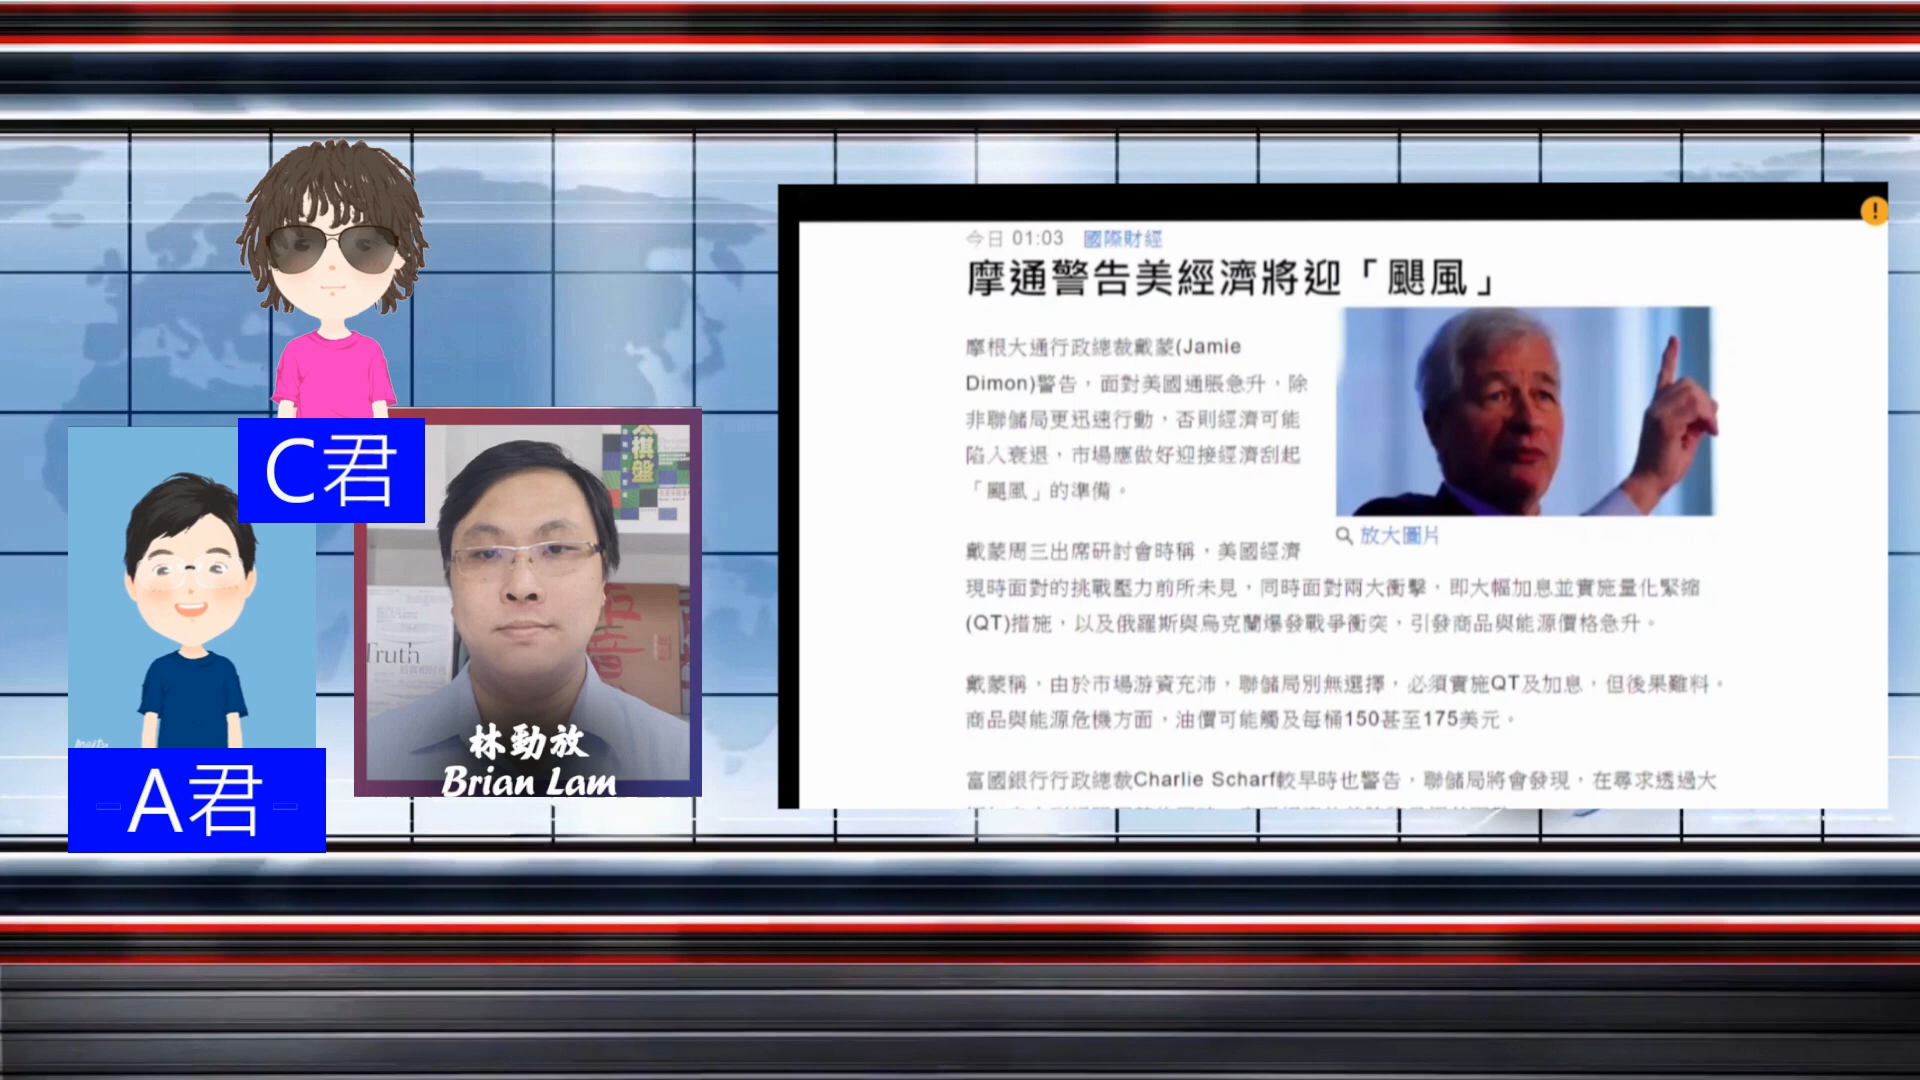 C君
A君
Truth
林勁放
Brian Lam
今日 01:03 國際財經
摩通警告美經濟將迎「颶風」
摩根大通行政總裁戴蒙(Jamie
Dimon)警告，面對美國通脹急升，除
非聯儲局更迅速行動，否則經濟可能
陷入衰退，市場應做好迎接經濟刮起
「颶風」的準備。
放大圖片
戴蒙周三出席研討會時稱，美國經濟
現時面對的挑戰壓力前所未見，同時面對兩大衝擊，即大幅加息並實施量化緊縮
(QT)措施，以及俄羅斯與烏克蘭爆發戰爭衝突，引發商品與能源價格急升。
戴蒙稱，由於市場游資充沛，聯儲局別無選擇，必須實施QT及加息，但後果難料。
商品與能源危機方面，油價可能觸及每桶150甚至175美元。
富國銀行行政總裁Charlie Scharf較早時也警告，聯儲局將會發現，在尋求透過大